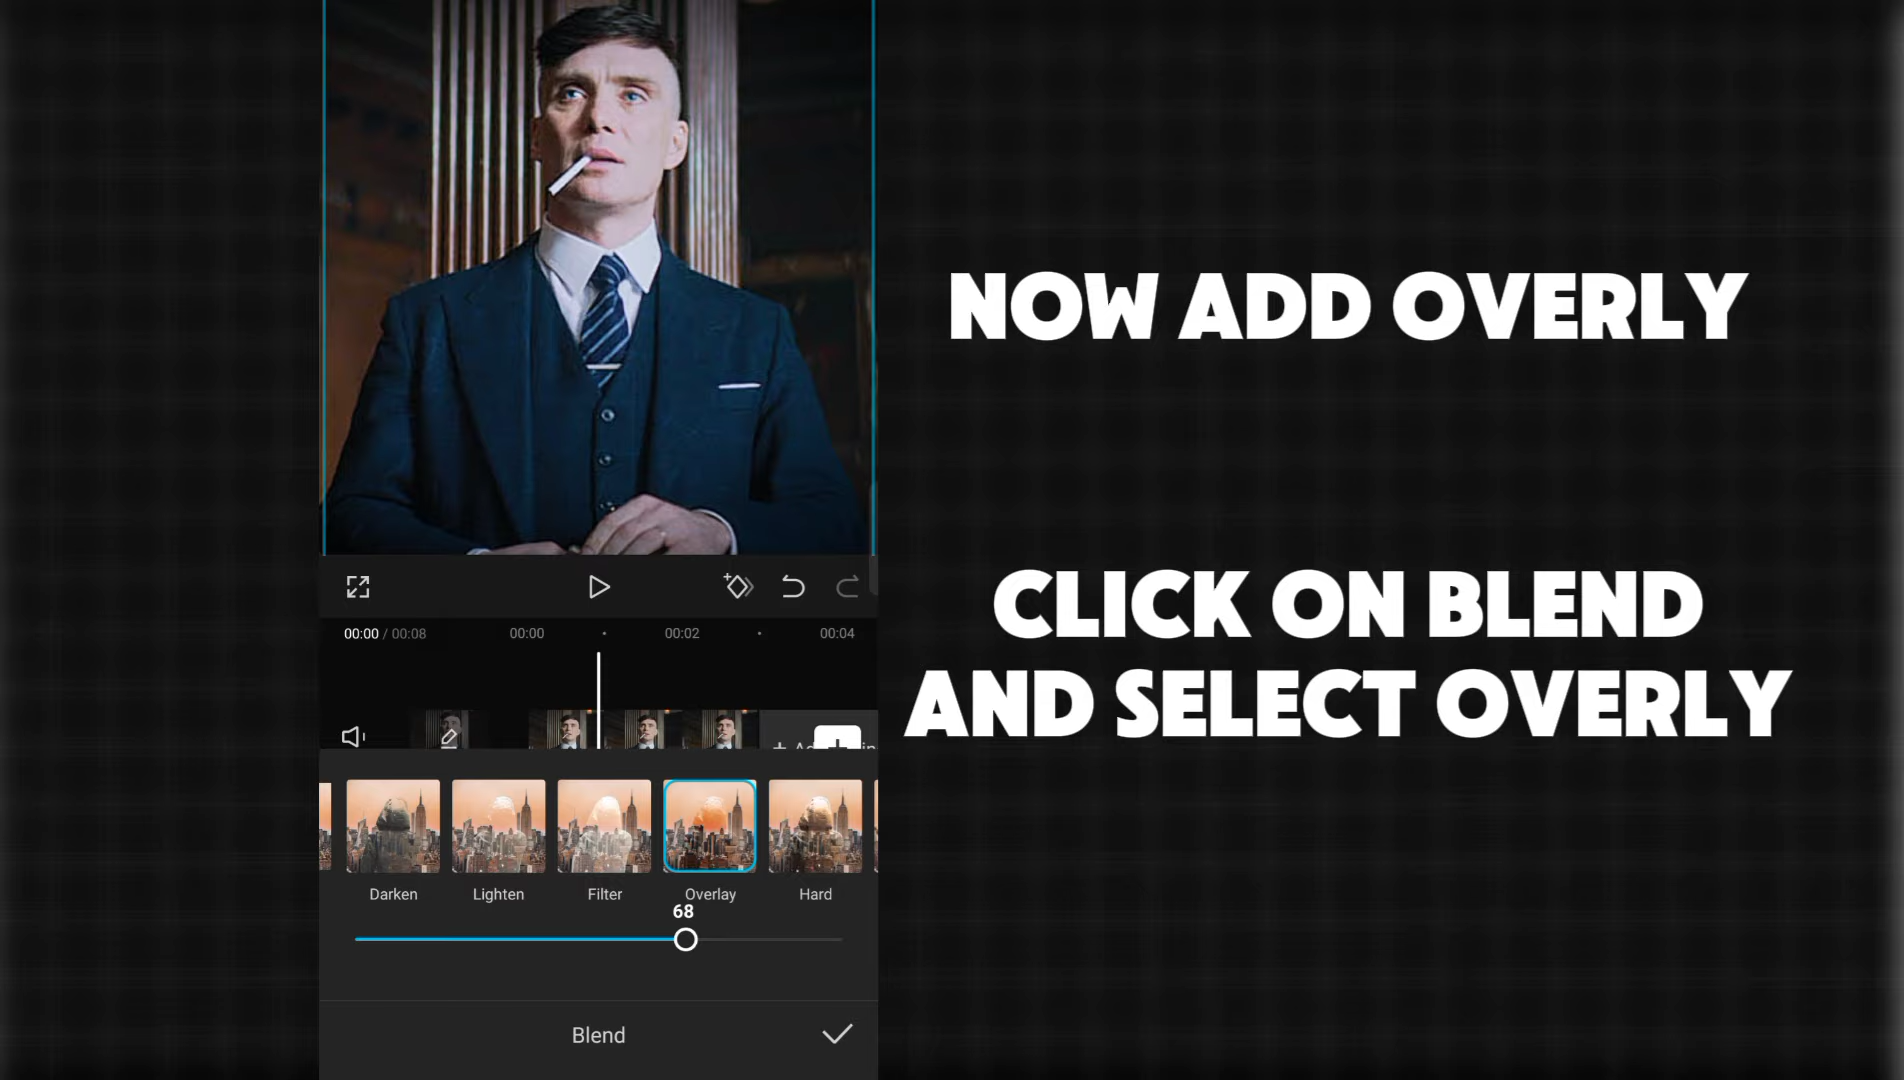 NOW ADD OVERLY
CLICK ON BLEND
AND SELECT OVERLY
00:00 / 00:08
00:00
00:02
00:04
Darken
Lighten
Filter
Overlay
Hard
68
Blend